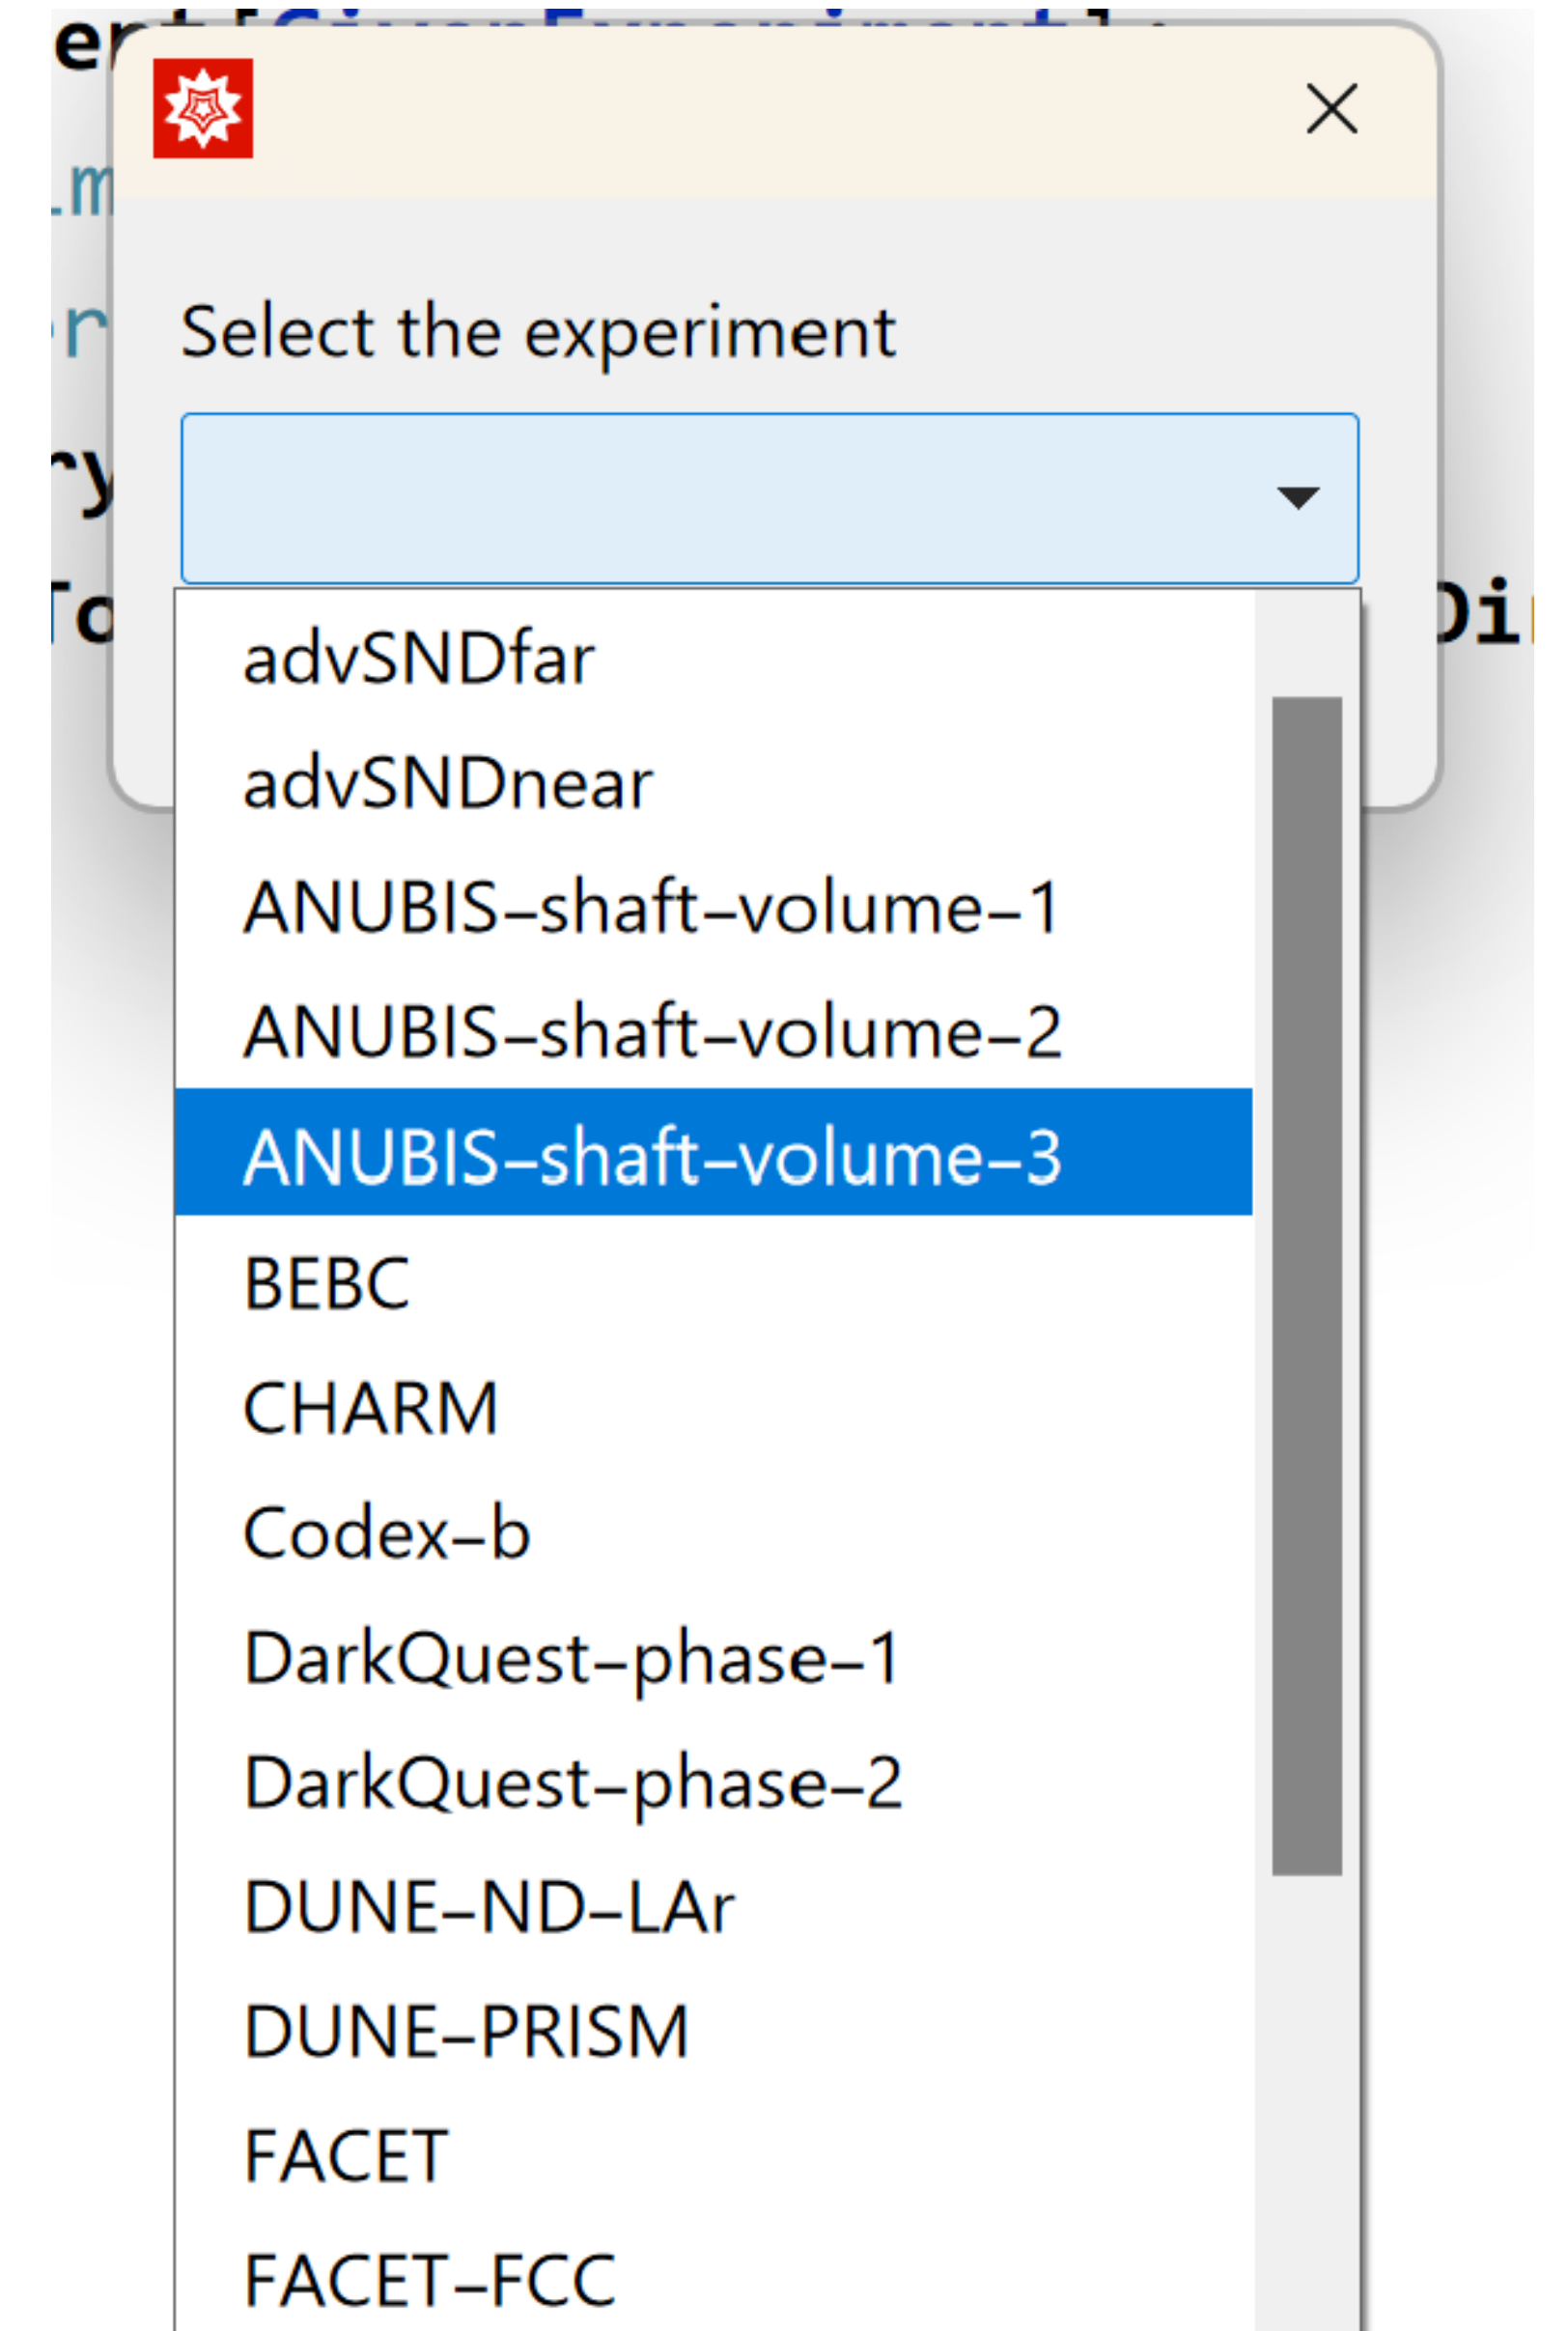 Select the experiment
advSNDfar
advSNDnear
ANUBIS–shaft–volume–1
ANUBIS–shaft–volume–2
ANUBIS–shaft–volume–3
BEBC
CHARM
Codex–b
DarkQuest–phase–1
DarkQuest–phase–2
DUNE–ND–LAr
DUNE–PRISM
FACET
FACET–FCC